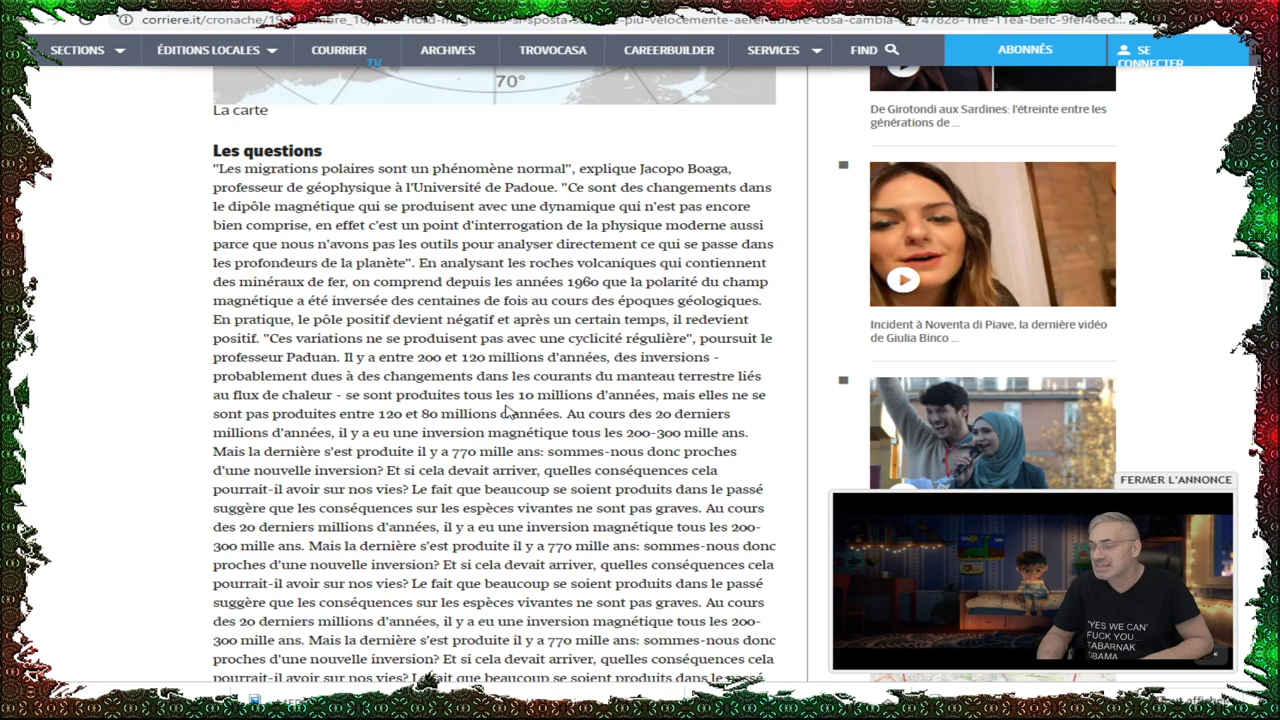 SECTIONS
ÉDITIONS LOCALES
COURRIER
TV
ARCHIVES
TROVOCASA
CAREERBUILDER
SERVICES
FIND
ABONNÉS
SE
CONNECTER
70°
La carte
Les questions
"Les migrations polaires sont un phénomène normal", explique Jacopo Boaga,
professeur de géophysique à l'Université de Padoue. "Ce sont des changements dans
le dipôle magnétique qui se produisent avec une dynamique qui n'est pas encore
bien comprise, en effet c'est un point d'interrogation de la physique moderne aussi
parce que nous n'avons pas les outils pour analyser directement ce qui se passe dans
les profondeurs de la planète". En analysant les roches volcaniques qui contiennent
des minéraux de fer, on comprend depuis les années 1960 que la polarité du champ
magnétique a été inversée des centaines de fois au cours des époques géologiques.
En pratique, le pôle positif devient négatif et après un certain temps, il redevient
positif. "Ces variations ne se produisent pas avec une cyclicité régulière", poursuit le
professeur Paduan. Il y a entre 200 et 120 millions d'années, des inversions -
probablement dues à des changements dans les courants du manteau terrestre liés
au flux de chaleur - se sont produites tous les 10 millions d'années, mais elles ne se
sont pas produites entre 120 et 80 millions d'années. Au cours des 20 derniers
millions d'années, il y a eu une inversion magnétique tous les 200-300 mille ans.
Mais la dernière s'est produite il y a 770 mille ans: sommes-nous donc proches
d'une nouvelle inversion? Et si cela devait arriver, quelles conséquences cela
pourrait-il avoir sur nos vies? Le fait que beaucoup se soient produits dans le passé
suggère que les conséquences sur les espèces vivantes ne sont pas graves. Au cours
des 20 derniers millions d'années, il y a eu une inversion magnétique tous les 200-
300 mille ans. Mais la dernière s'est produite il y a 770 mille ans: sommes-nous donc
proches d'une nouvelle inversion? Et si cela devait arriver, quelles conséquences cela
pourrait-il avoir sur nos vies? Le fait que beaucoup se soient produits dans le passé
suggère que les conséquences sur les espèces vivantes ne sont pas graves. Au cours
des 20 derniers millions d'années, il y a eu une inversion magnétique tous les 200-
300 mille ans. Mais la dernière s'est produite il y a 770 mille ans: sommes-nous donc
proches d'une nouvelle inversion? Et si cela devait arriver, quelles conséquences cela
pourrait-il avoir sur nos vies? Le fait que beaucoup se soient produits dans le passé
De Girotondi aux Sardines: l'étreinte entre les
générations de ...
Incident à Noventa di Piave, la dernière vidéo
de Giulia Binco ...
FERMER L'ANNONCE
'YES WE CAN'
FUCK YOU...
TABARNAK
OBAMA